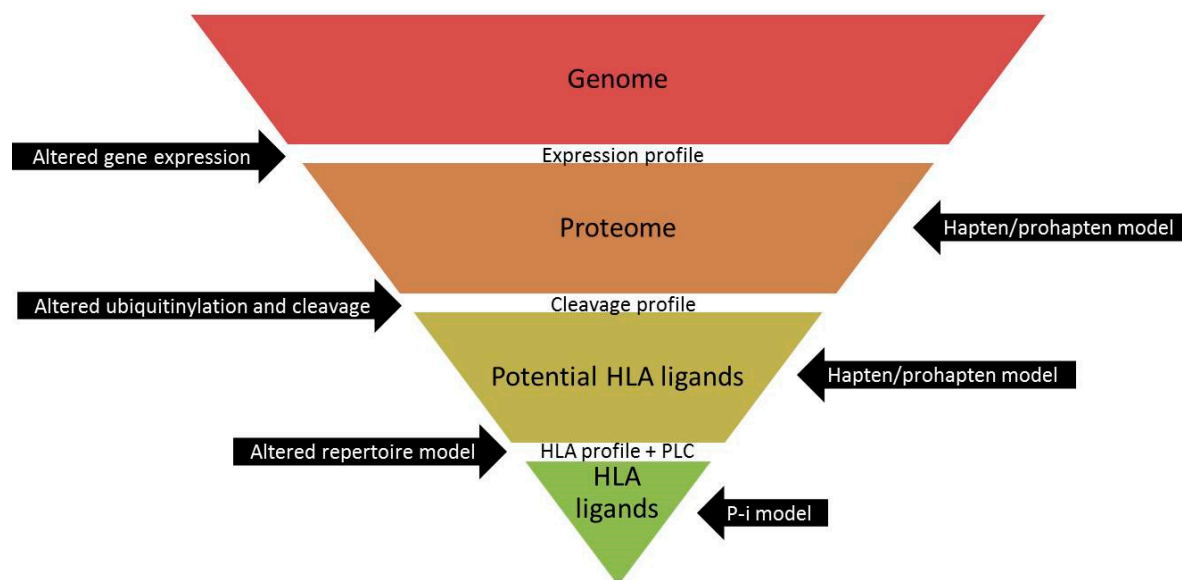 Genome
Altered gene expression
Expression profile
Proteome
Hapten/prohapten model
Altered ubiquitinylation and cleavage
Cleavage profile
Potential HLA ligands
Hapten/prohapten model
Altered repertoire model
HLA profile + PLC
HLA
ligands
P-i model